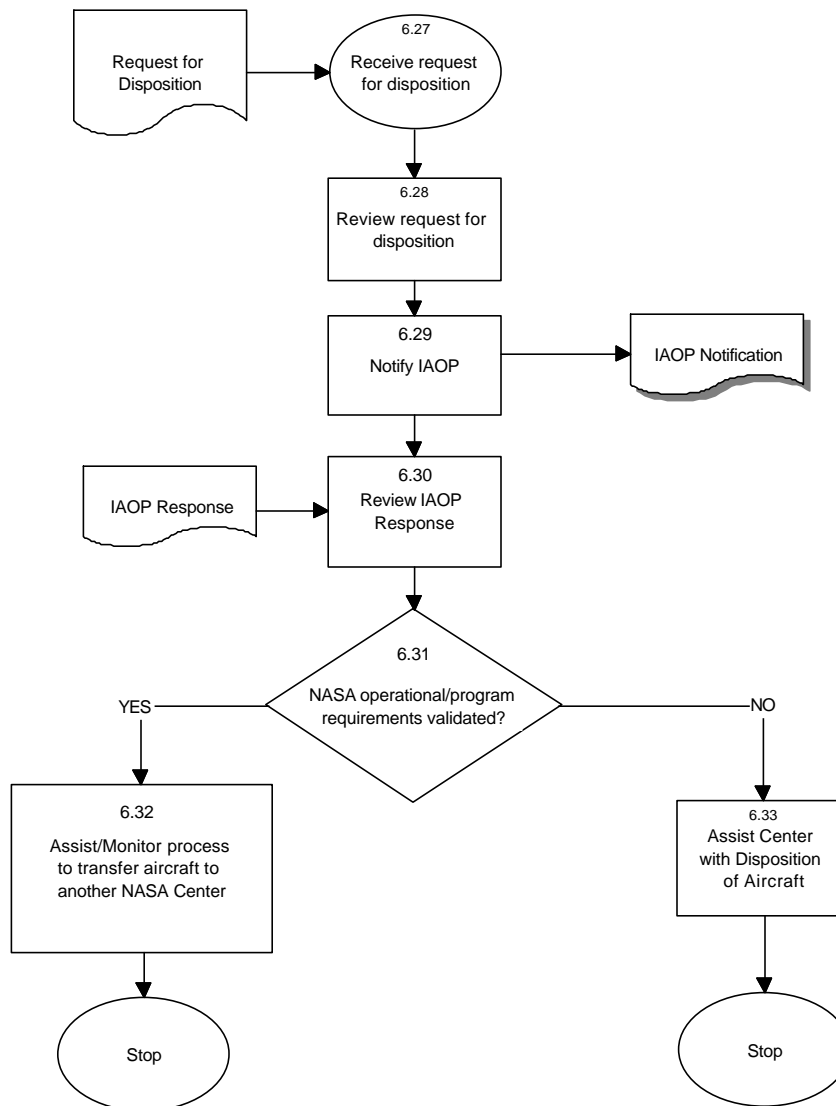 Request for
Disposition
6.27
Receive request
for disposition
6.28
Review request for
disposition
6.29
Notify IAOP
IAOP Notification
IAOP Response
6.30
Review IAOP
Response
6.31
NASA operational/program
requirements validated?
YES
NO
6.32
Assist/Monitor process
to transfer aircraft to
another NASA Center
6.33
Assist Center
with Disposition
of Aircraft
Stop
Stop